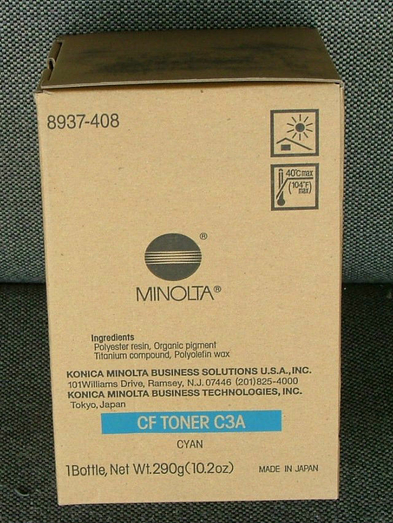 8937-408
40°C max
(104°F)
max
®
MINOLTA®
Ingredients
Polyester resin, Organic pigment
Titanium compound, Polyolefin wax
KONICA MINOLTA BUSINESS SOLUTIONS U.S.A.,INC.
101Williams Drive, Ramsey, N.J. 07446 (201)825-4000
KONICA MINOLTA BUSINESS TECHNOLOGIES, INC.
Tokyo, Japan
CF TONER C3A
CYAN
1Bottle, Net Wt.290g(10.2oz) MADE IN JAPAN